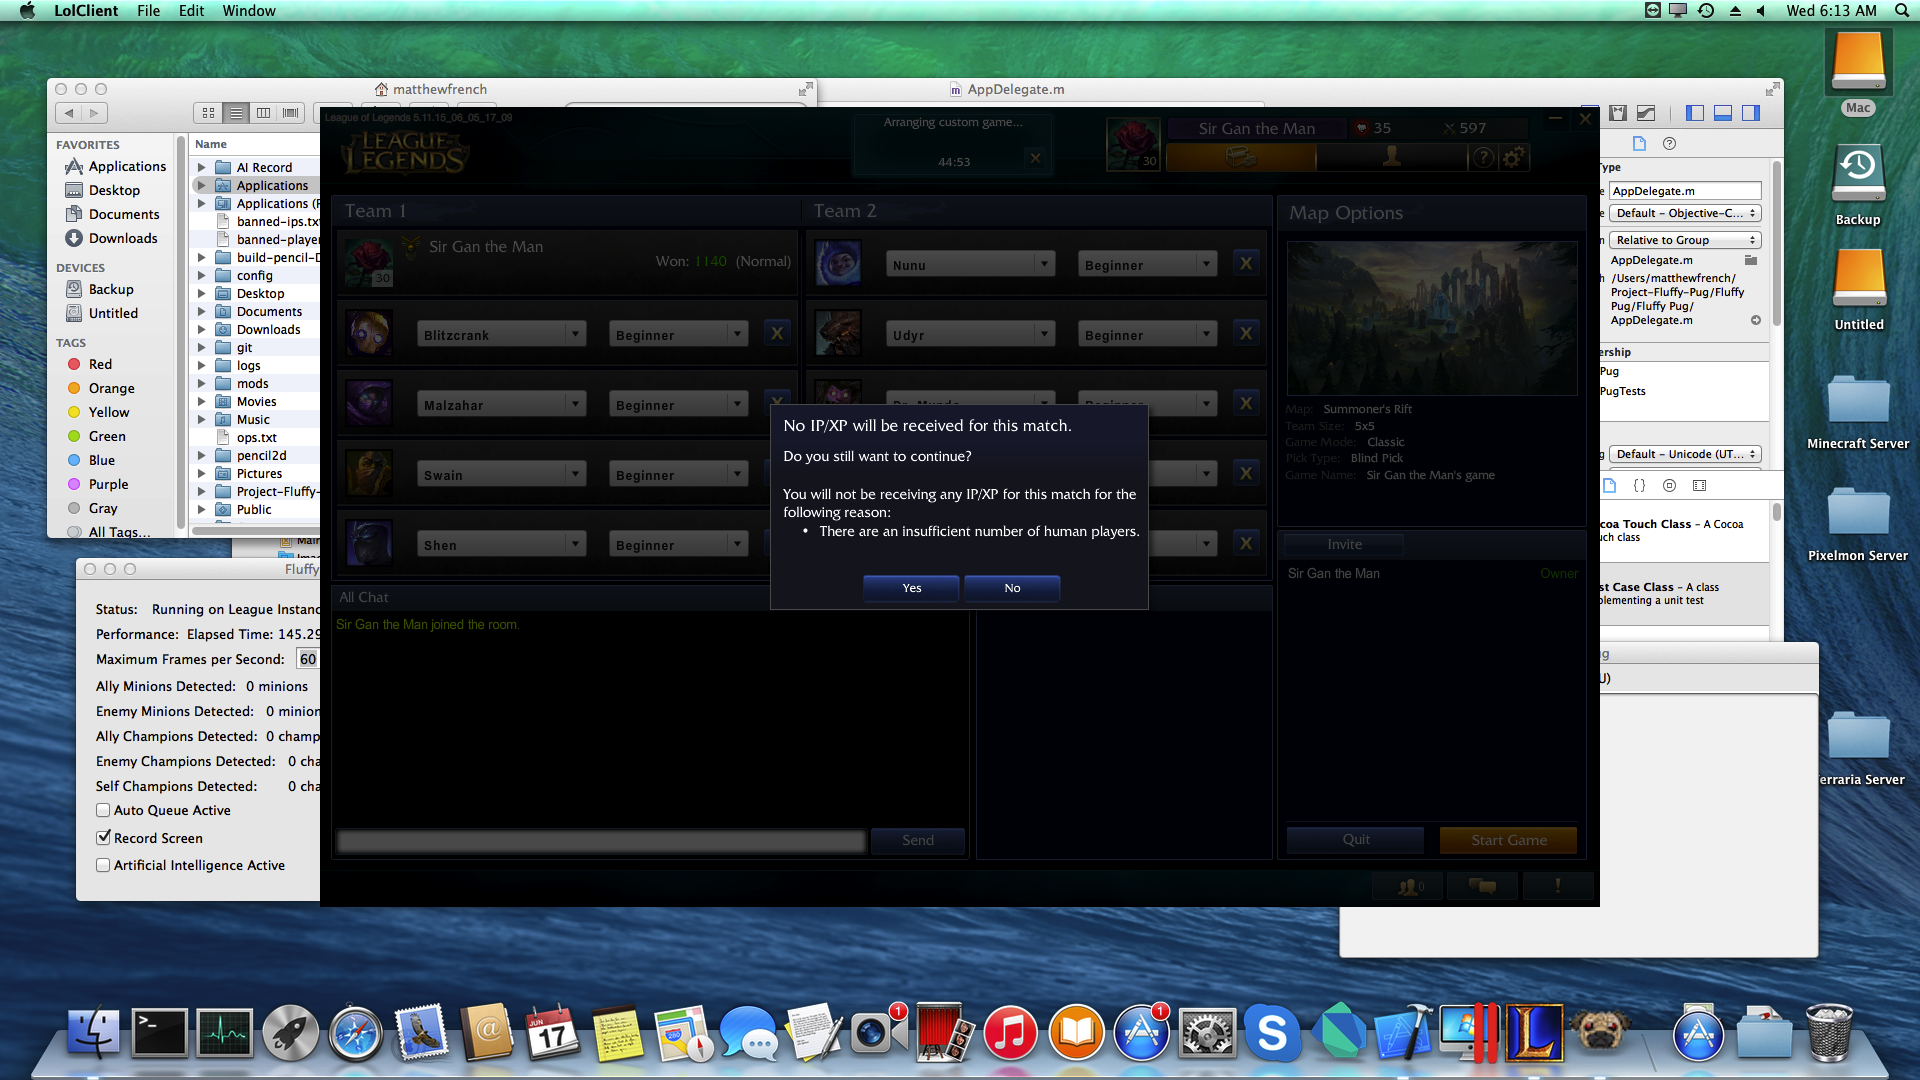 LolClient File Edit Window
Wed 6:13 AM
matthewfrench
AppDelegate.m
FAVORITES
Applications
Desktop
Documents
Downloads
DEVICES
Backup
Untitled
TAGS
Red
Orange
Yellow
Green
Blue
Purple
Gray
All Tags...
Name
AI Record
Applications
Applications (
banned-ips.tx
banned-player
build-pencil-D
config
Desktop
Documents
Downloads
git
logs
mods
Movies
Music
ops.txt
pencil2d
Pictures
Project-Fluffy-
Public
Main
Fluffy
Status: Running on League Instanc
Performance: Elapsed Time: 145.29
Maximum Frames per Second: 60
Ally Minions Detected: 0 minions
Enemy Minions Detected: 0 minion
Ally Champions Detected: 0 champ
Enemy Champions Detected: 0 cha
Self Champions Detected: 0 cha
Auto Queue Active
Record Screen
Artificial Intelligence Active
League of Legends 5.11.15_06_05_17_09
LEAGUE of LEGENDS
Arranging custom game...
44:53
30
Sir Gan the Man
35
597
Team 1
Sir Gan the Man
30
Won: 1140 (Normal)
Blitzcrank Beginner X
Malzahar Beginner X
Swain Beginner
Shen Beginner
Team 2
Nunu Beginner X
Udyr Beginner X
Dr. Mundo Beginner X
X
X
No IP/XP will be received for this match.
Do you still want to continue?
You will not be receiving any IP/XP for this match for the
following reason:
• There are an insufficient number of human players.
Yes No
Map Options
Map: Summoner's Rift
Team Size: 5x5
Game Mode: Classic
Pick Type: Blind Pick
Game Name: Sir Gan the Man's game
Invite
Sir Gan the Man Owner
All Chat
Sir Gan the Man joined the room.
Send
Quit
Start Game
0
Type
AppDelegate.m
Default - Objective-C...
Relative to Group
AppDelegate.m
/Users/matthewfrench/
Project-Fluffy-Pug/Fluffy
Pug/Fluffy Pug/
AppDelegate.m
ership
Pug
PugTests
Default - Unicode (UT...
coa Touch Class - A Cocoa
uch class
st Case Class - A class
plementing a unit test
ug
U)
Mac
Backup
Untitled
Minecraft Server
Pixelmon Server
erraria Server
JUN
17
1
1